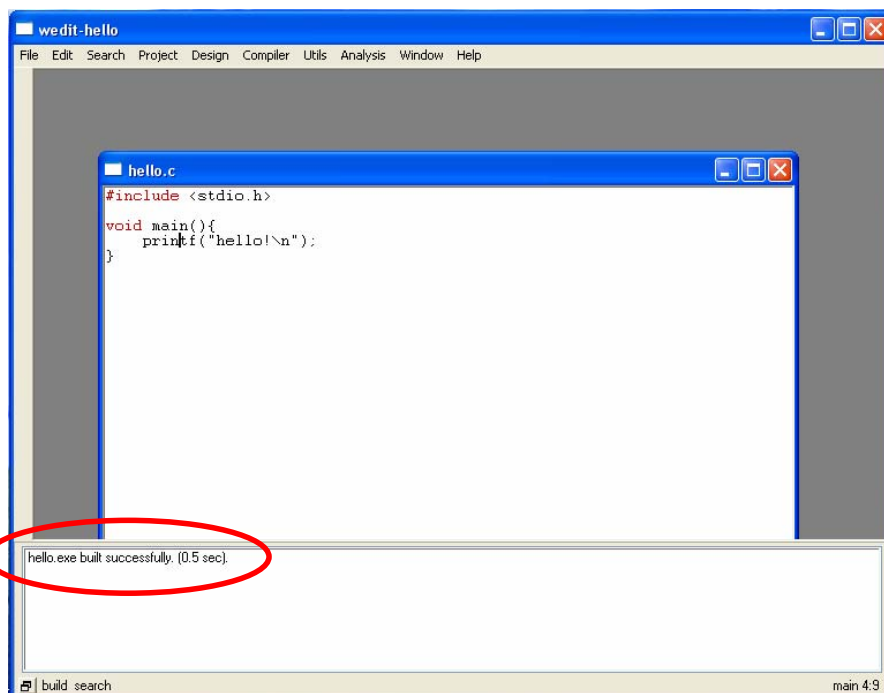 wedit-hello
File Edit Search Project Design Compiler Utils Analysis Window Help
hello.c
#include <stdio.h>
void main(){
printf("hello!\n");
}
hello.exe built successfully. (0.5 sec).
build search main 4:9